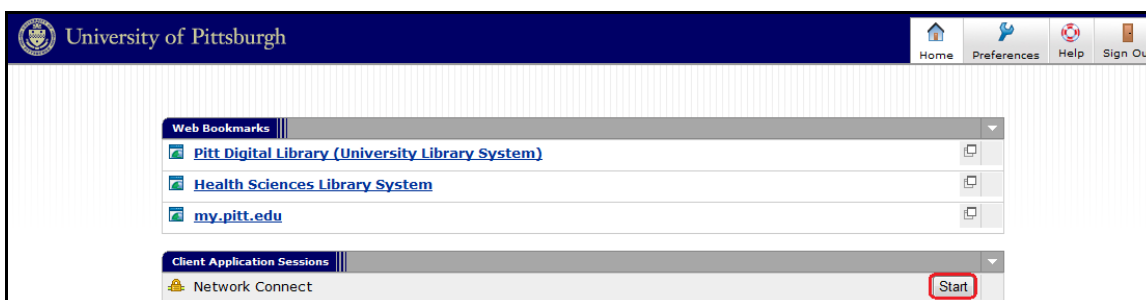 University of Pittsburgh
Home Preferences Help Sign Ou
Web Bookmarks
Pitt Digital Library (University Library System)
Health Sciences Library System
my.pitt.edu
Client Application Sessions
Network Connect Start